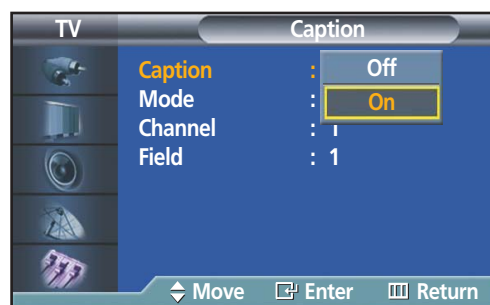 TV Caption
Caption : Off
Mode : On
Channel : 1
Field : 1
Move Enter Return